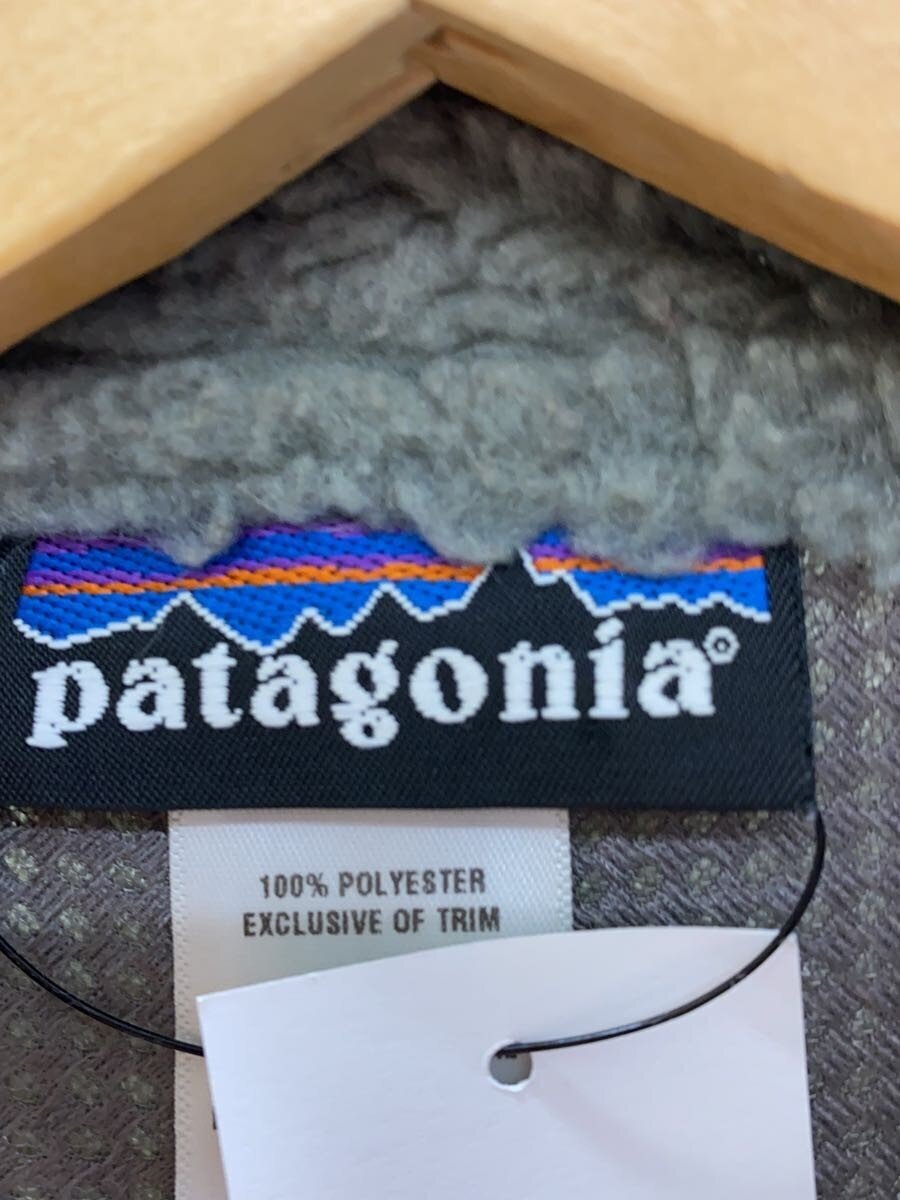 patagonia®
100% POLYESTER
EXCLUSIVE OF TRIM